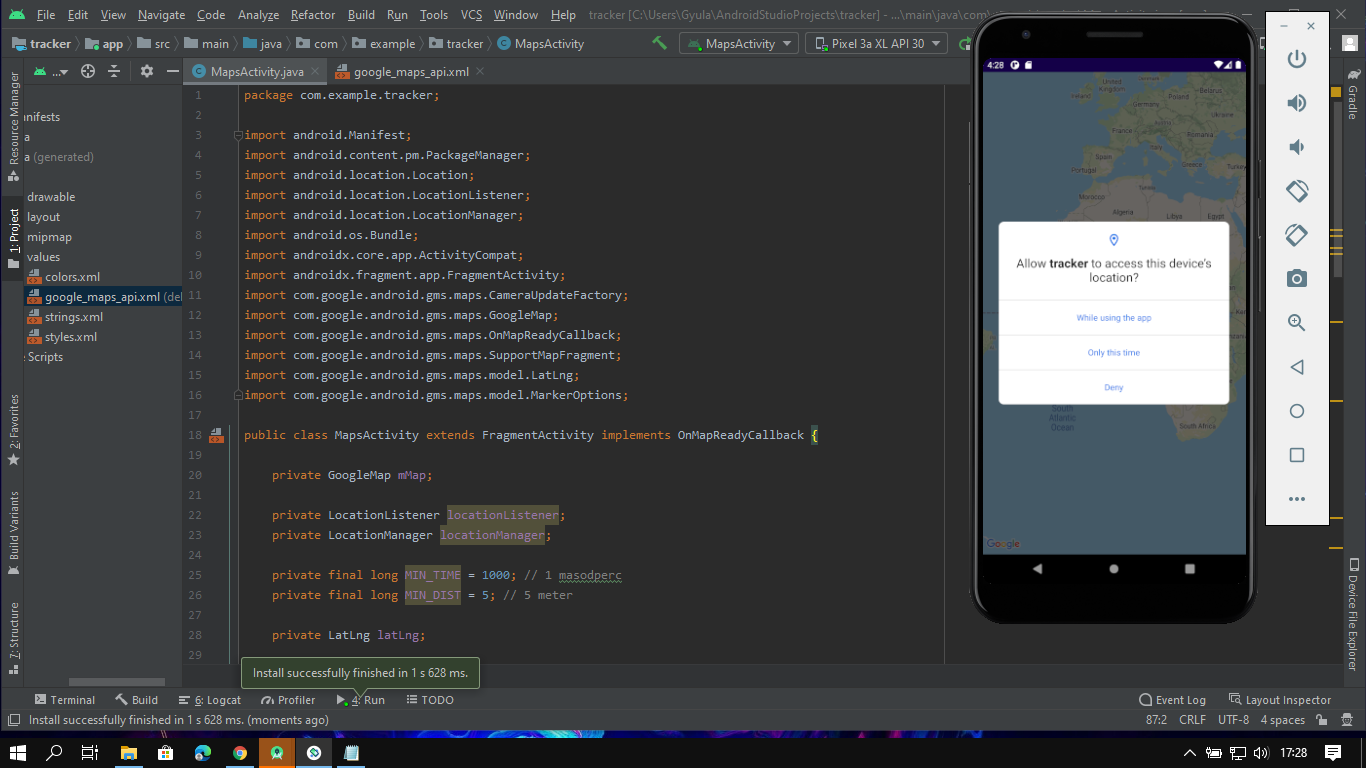 File Edit View Navigate Code Analyze Refactor Build Run Tools VCS Window Help tracker [C:\Users\Gyula\AndroidStudioProjects\tracker] - ...\main\java\com\
tracker app src main java com example tracker MapsActivity MapsActivity Pixel 3a XL API 30
... MapsActivity.java google_maps_api.xml
Resource Manager
1: Project
2: Favorites
Build Variants
7: Structure
nifests
a
a (generated)
drawable
layout
mipmap
values
colors.xml
google_maps_api.xml (del
strings.xml
styles.xml
Scripts
1 package com.example.tracker;
2
3 import android.Manifest;
4 import android.content.pm.PackageManager;
5 import android.location.Location;
6 import android.location.LocationListener;
7 import android.location.LocationManager;
8 import android.os.Bundle;
9 import androidx.core.app.ActivityCompat;
10 import androidx.fragment.app.FragmentActivity;
11 import com.google.android.gms.maps.CameraUpdateFactory;
12 import com.google.android.gms.maps.GoogleMap;
13 import com.google.android.gms.maps.OnMapReadyCallback;
14 import com.google.android.gms.maps.SupportMapFragment;
15 import com.google.android.gms.maps.model.LatLng;
16 import com.google.android.gms.maps.model.MarkerOptions;
17
18 public class MapsActivity extends FragmentActivity implements OnMapReadyCallback {
19
20 private GoogleMap mMap;
21
22 private LocationListener locationListener;
23 private LocationManager locationManager;
24
25 private final long MIN_TIME = 1000; // 1 masodperc
26 private final long MIN_DIST = 5; // 5 meter
27
28 private LatLng latLng;
29
4:28
United Kingdom
Ireland
Poland
Belarus
Germany
Ukraine
France
Romania
Spain
Portugal
Turkey
Morocco
Algeria
Libya
Egypt
Allow tracker to access this device's
location?
While using the app
Only this time
Deny
South
Atlantic
Ocean
South Africa
Google
Gradle
Device File Explorer
Install successfully finished in 1 s 628 ms.
Terminal Build 6: Logcat Profiler 4: Run TODO Event Log Layout Inspector
Install successfully finished in 1 s 628 ms. (moments ago) 87:2 CRLF UTF-8 4 spaces
17:28